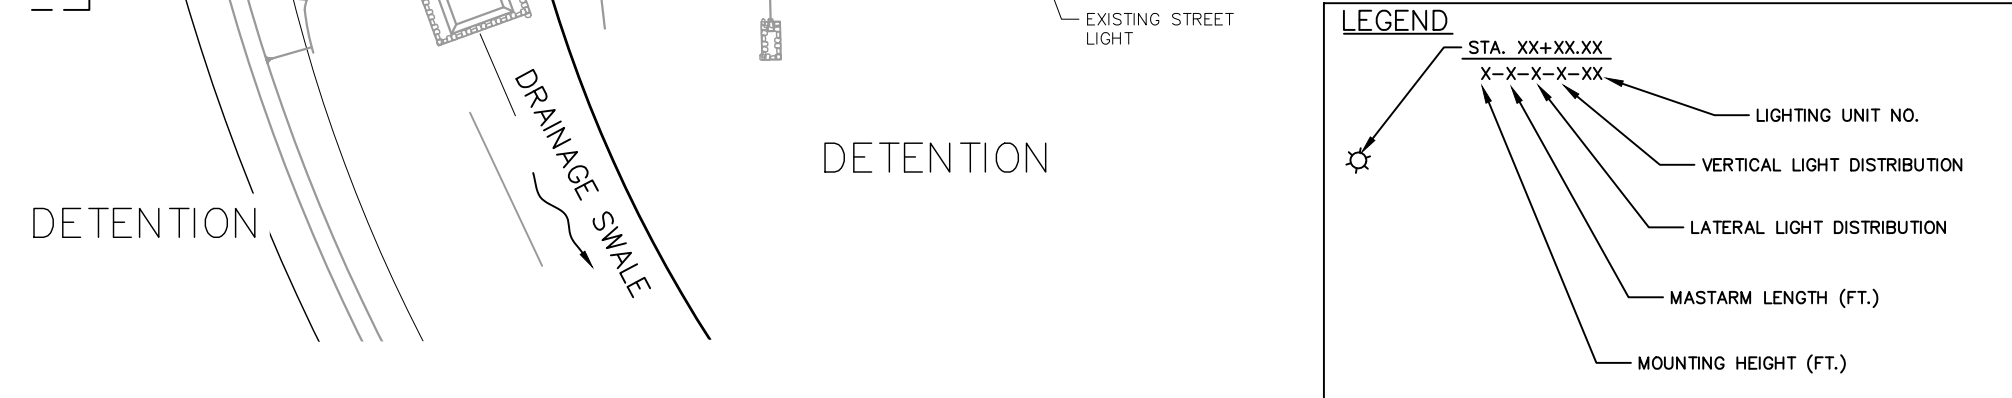 EXISTING STREET
LIGHT
DRAINAGE SWALE
DETENTION
DETENTION
LEGEND
STA. XX+XX.XX
X-X-X-X-XX
LIGHTING UNIT NO.
VERTICAL LIGHT DISTRIBUTION
LATERAL LIGHT DISTRIBUTION
MASTARM LENGTH (FT.)
MOUNTING HEIGHT (FT.)